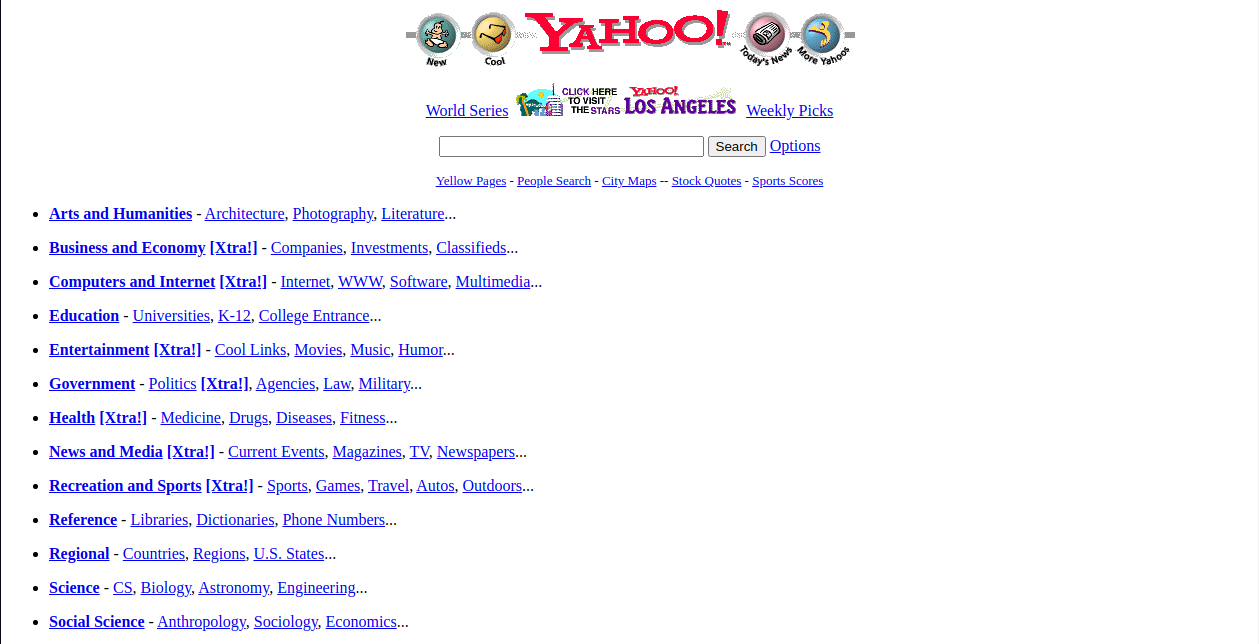 YAHOO!™
New Cool Today's News More Yahoos
World Series CLICK HERE TO VISIT THE STARS YAHOO! LOS ANGELES Weekly Picks
Search Options
Yellow Pages - People Search - City Maps -- Stock Quotes - Sports Scores
• Arts and Humanities - Architecture, Photography, Literature...
• Business and Economy [Xtra!] - Companies, Investments, Classifieds...
• Computers and Internet [Xtra!] - Internet, WWW, Software, Multimedia...
• Education - Universities, K-12, College Entrance...
• Entertainment [Xtra!] - Cool Links, Movies, Music, Humor...
• Government - Politics [Xtra!], Agencies, Law, Military...
• Health [Xtra!] - Medicine, Drugs, Diseases, Fitness...
• News and Media [Xtra!] - Current Events, Magazines, TV, Newspapers...
• Recreation and Sports [Xtra!] - Sports, Games, Travel, Autos, Outdoors...
• Reference - Libraries, Dictionaries, Phone Numbers...
• Regional - Countries, Regions, U.S. States...
• Science - CS, Biology, Astronomy, Engineering...
• Social Science - Anthropology, Sociology, Economics...